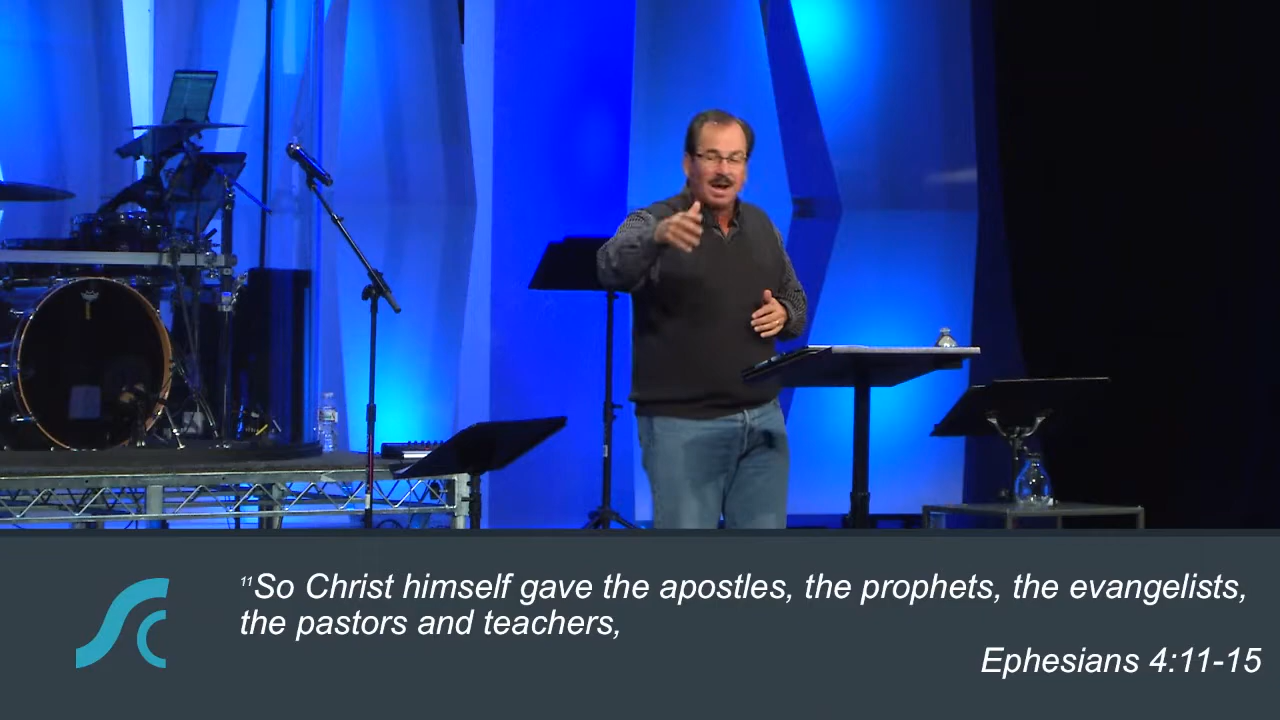 ¹¹So Christ himself gave the apostles, the prophets, the evangelists,
the pastors and teachers,
Ephesians 4:11-15